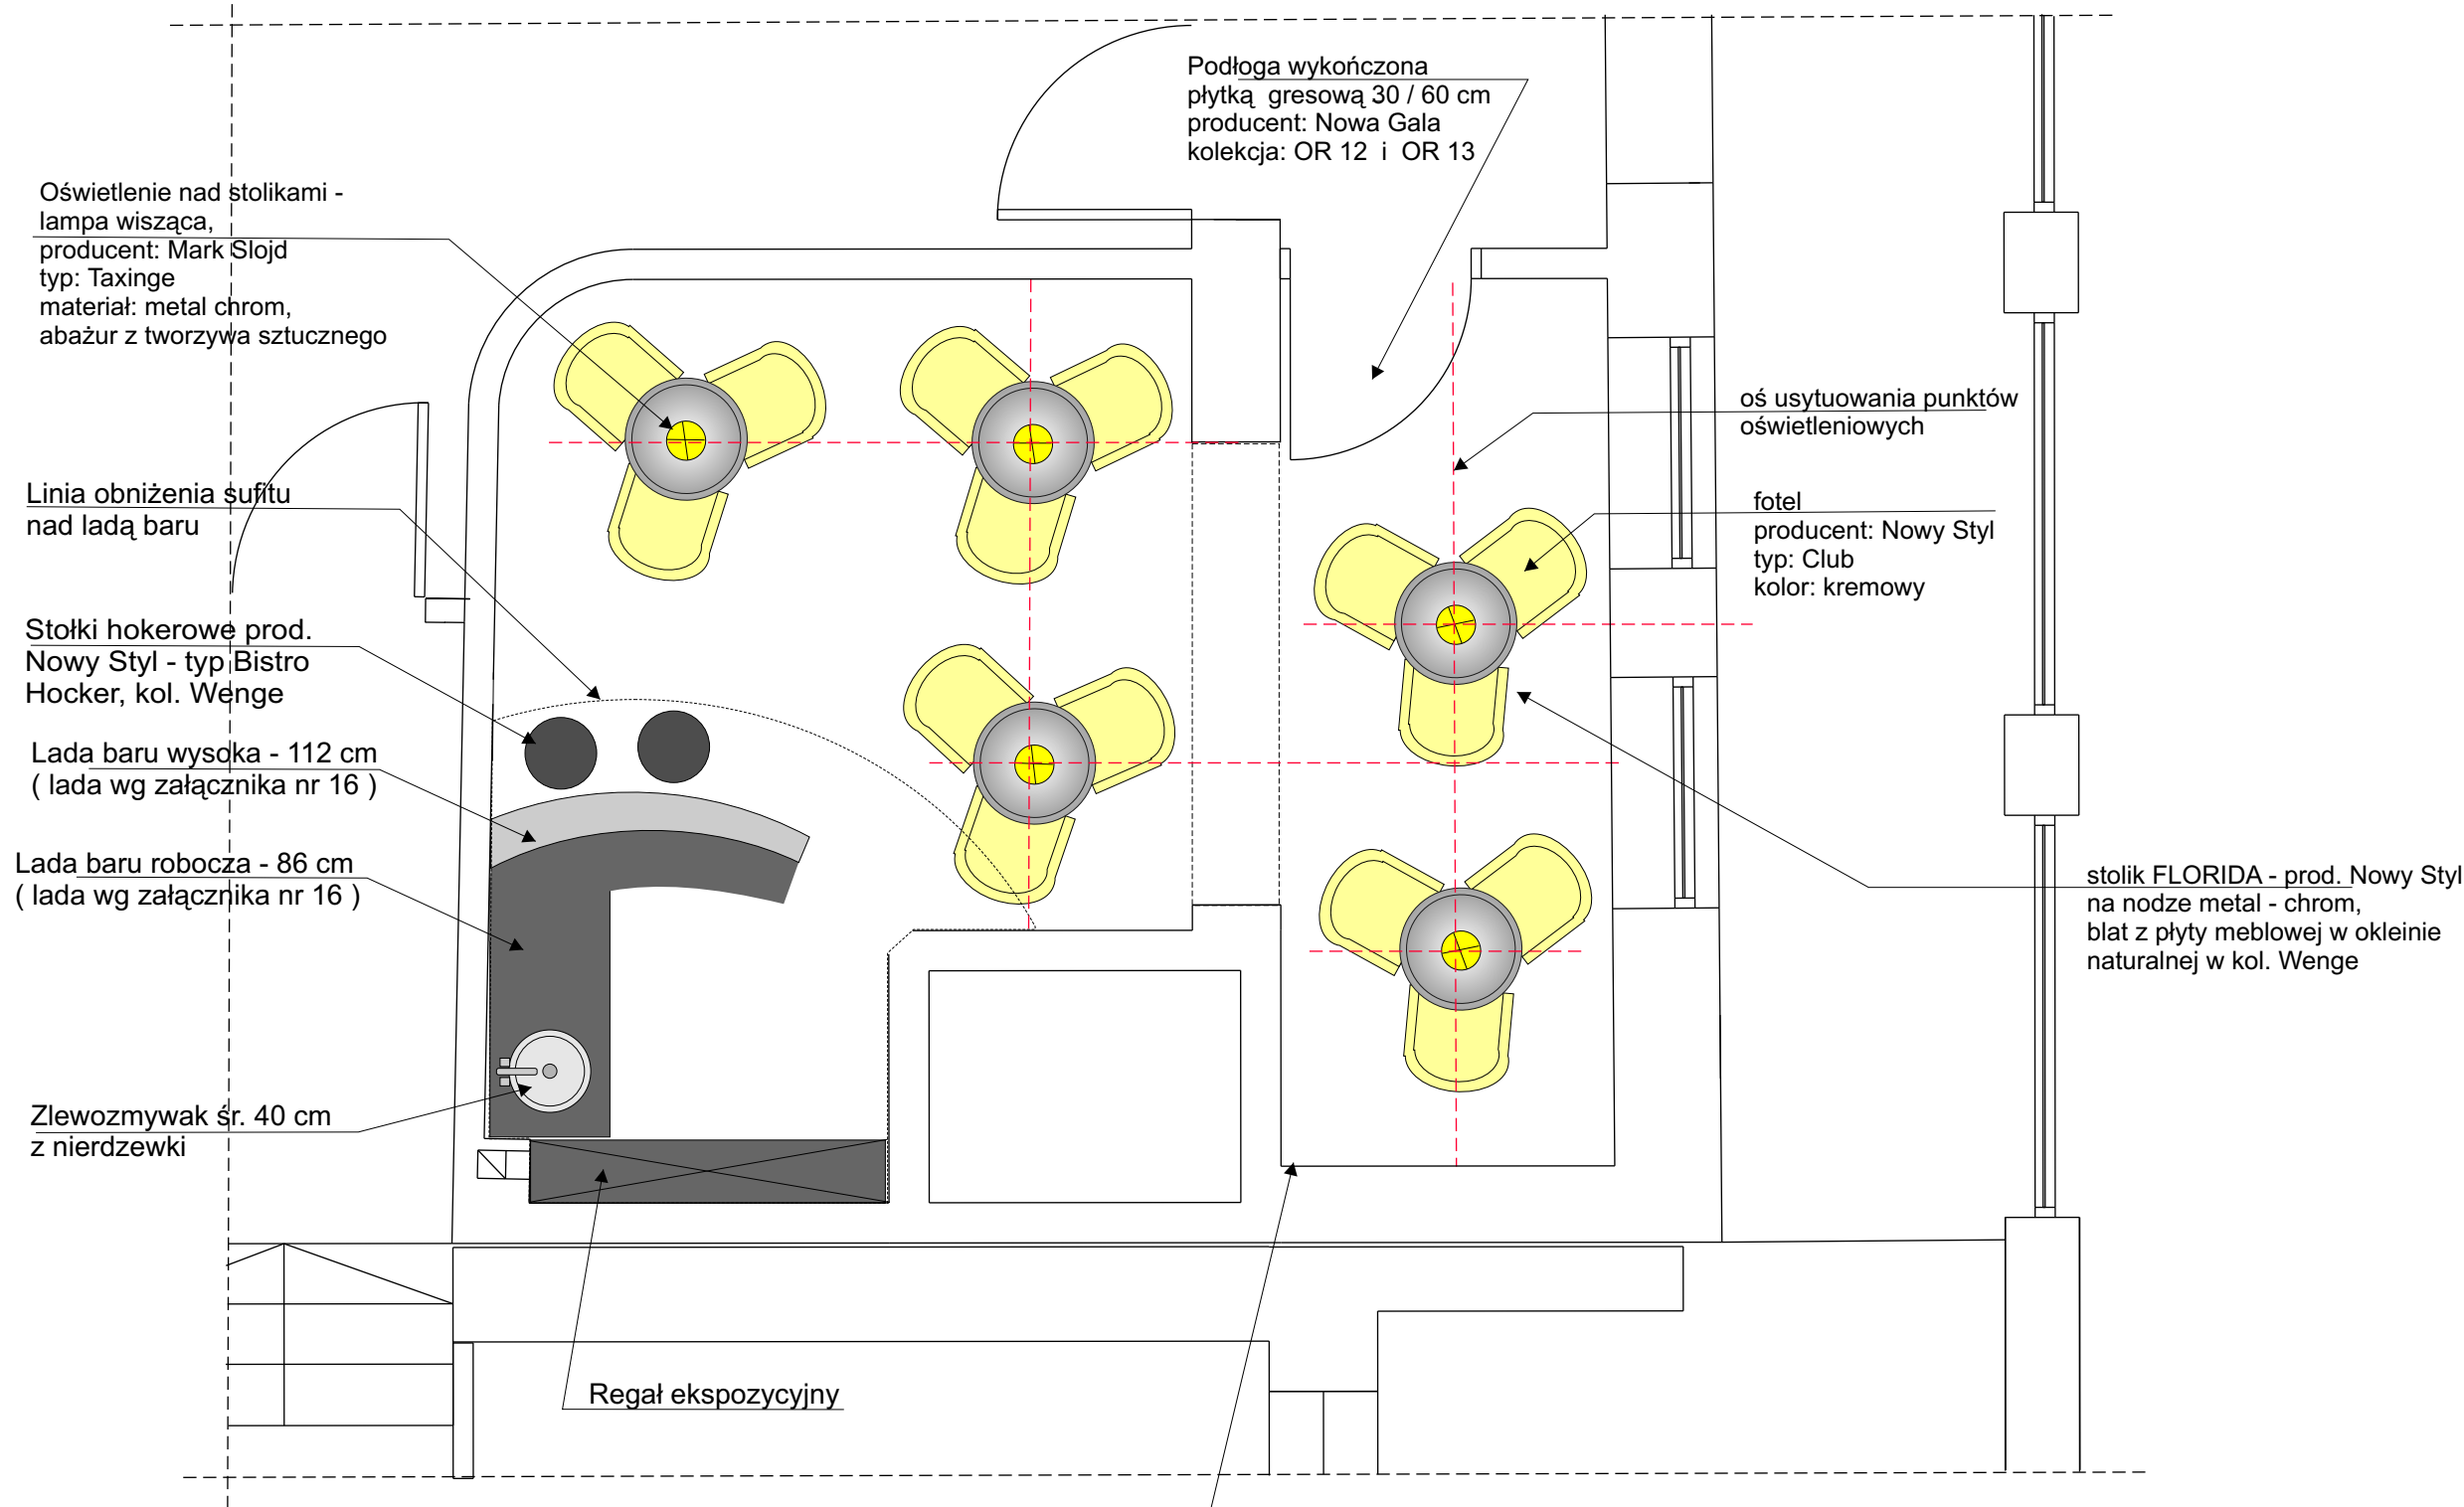 Podłoga wykończona
płytką gresową 30 / 60 cm
producent: Nowa Gala
kolekcja: OR 12 i OR 13
Oświetlenie nad stolikami -
lampa wisząca,
producent: Mark Slojd
typ: Taxinge
materiał: metal chrom,
abażur z tworzywa sztucznego
oś usytuowania punktów
oświetleniowych
Linia obniżenia sufitu
nad ladą baru
fotel
producent: Nowy Styl
typ: Club
kolor: kremowy
Stołki hokerowe prod.
Nowy Styl - typ Bistro
Hocker, kol. Wenge
Lada baru wysoka - 112 cm
( lada wg załącznika nr 16 )
Lada baru robocza - 86 cm
( lada wg załącznika nr 16 )
stolik FLORIDA - prod. Nowy Styl
na nodze metal - chrom,
blat z płyty meblowej w okleinie
naturalnej w kol. Wenge
Zlewozmywak śr. 40 cm
z nierdzewki
Regał ekspozycyjny